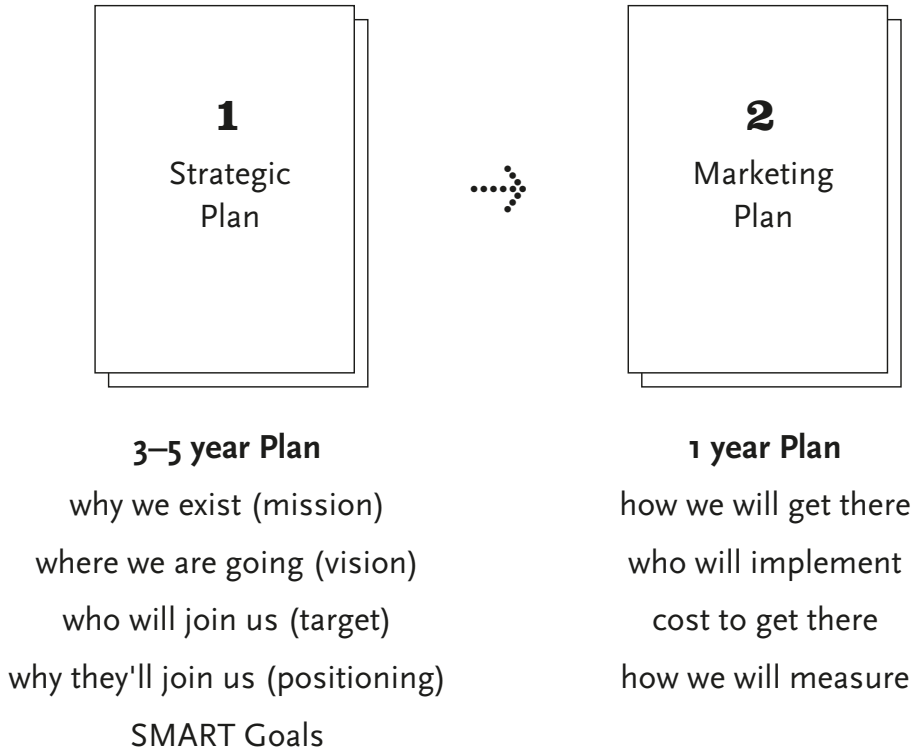 1
Strategic
Plan
2
Marketing
Plan
3–5 year Plan
why we exist (mission)
where we are going (vision)
who will join us (target)
why they'll join us (positioning)
SMART Goals
1 year Plan
how we will get there
who will implement
cost to get there
how we will measure